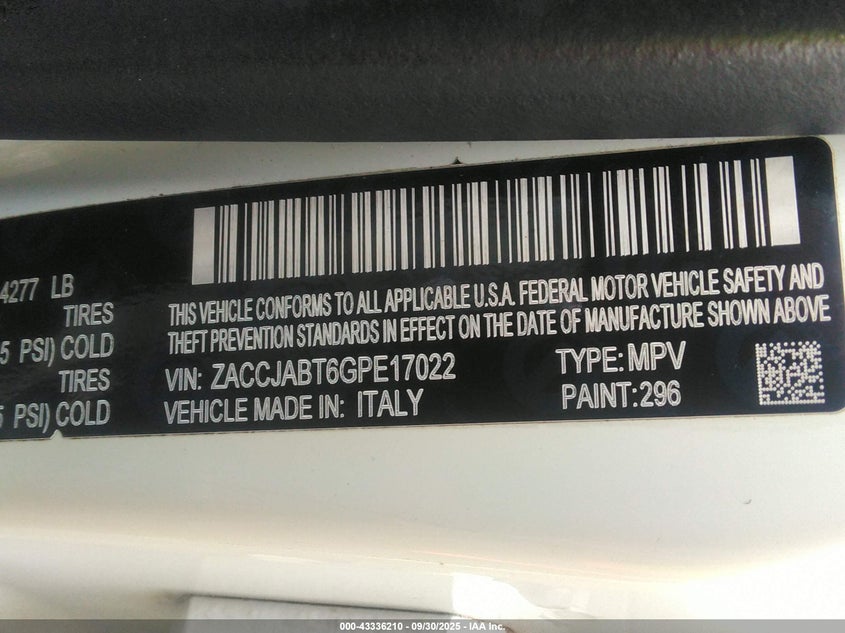 4277 LB
TIRES
5 PSI) COLD
TIRES
5 PSI) COLD
THIS VEHICLE CONFORMS TO ALL APPLICABLE U.S.A. FEDERAL MOTOR VEHICLE SAFETY AND
THEFT PREVENTION STANDARDS IN EFFECT ON THE DATE OF MANUFACTURE SHOWN ABOVE
VIN: ZACCJABT6GPE17022
TYPE: MPV
VEHICLE MADE IN: ITALY
PAINT: 296
000-43336210 - 09/30/2025 - IAA Inc.